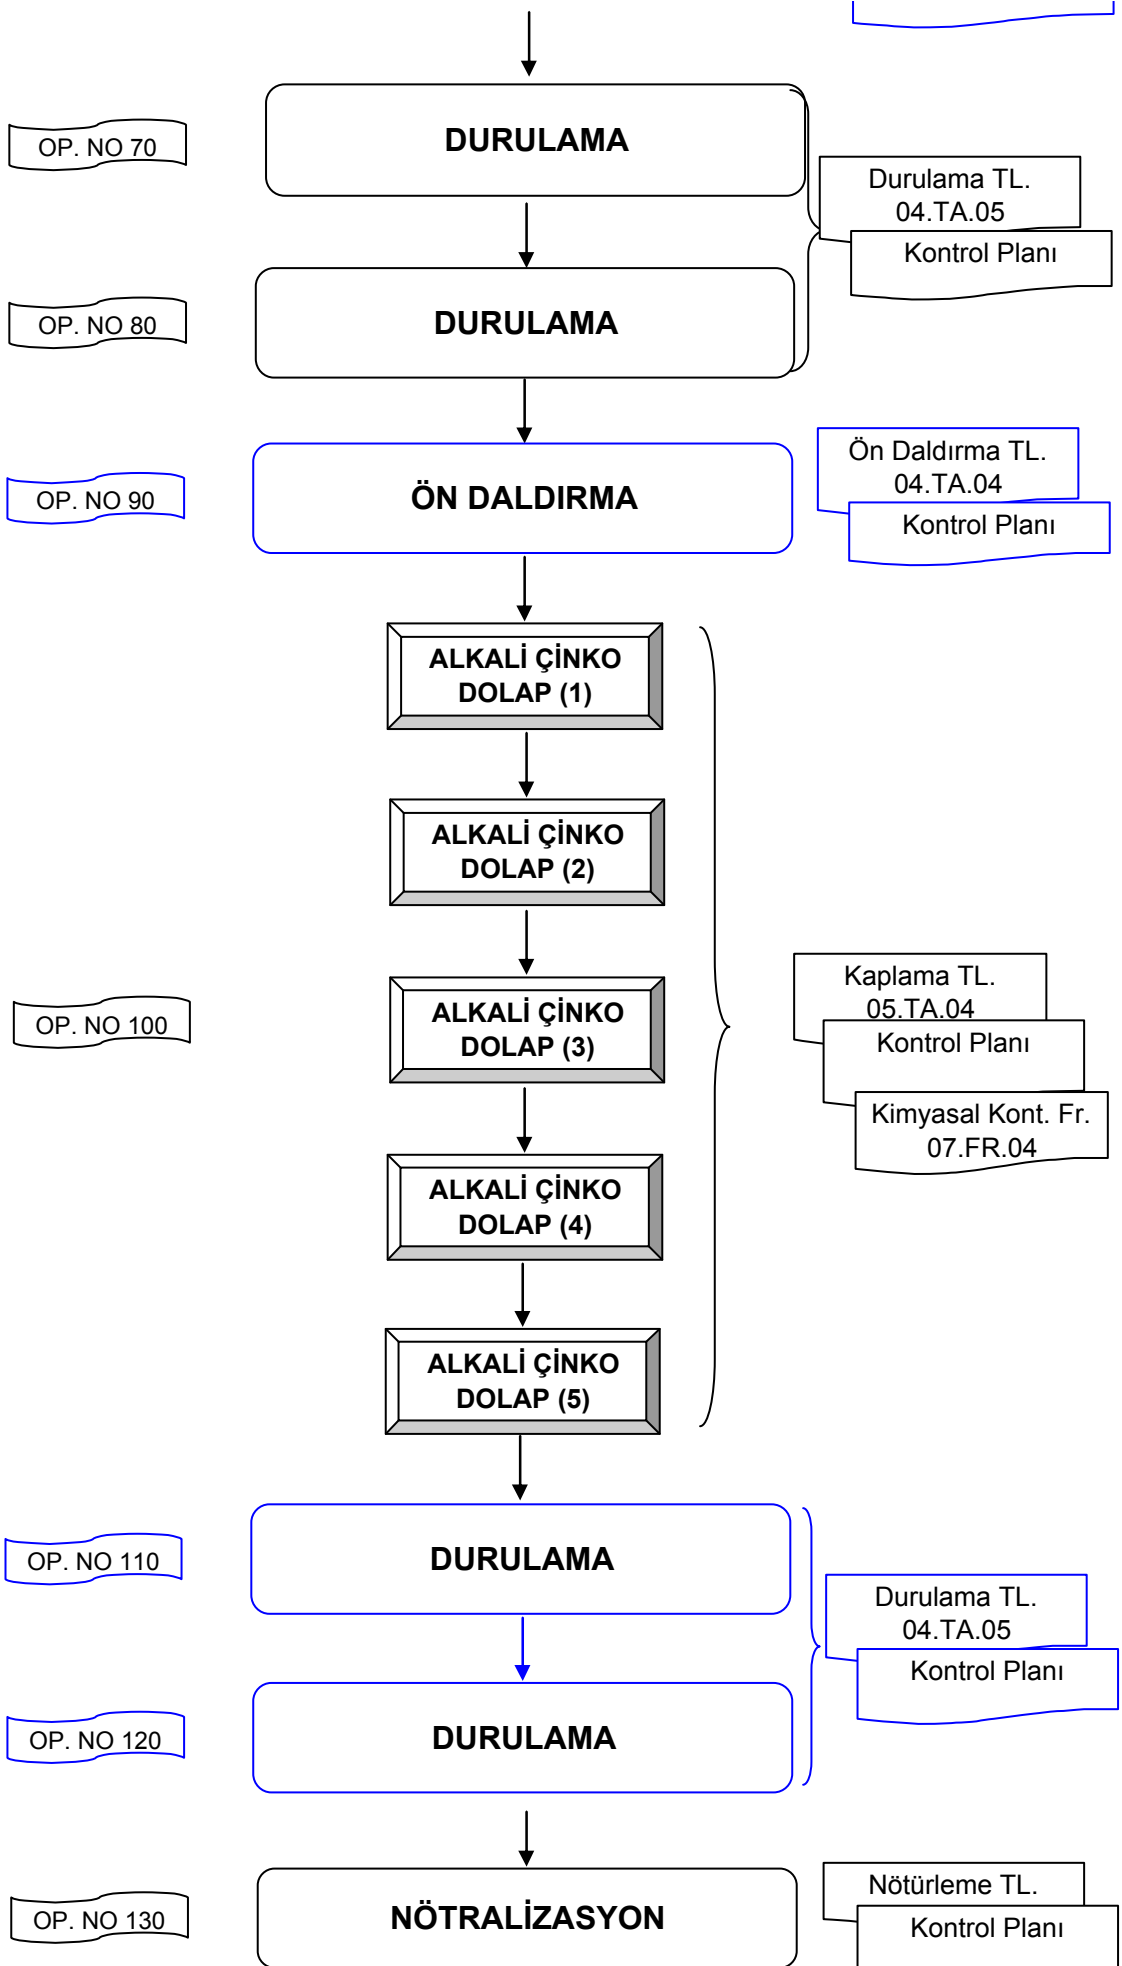 OP. NO 70
DURULAMA
Durulama TL.
04.TA.05
Kontrol Planı
OP. NO 80
DURULAMA
OP. NO 90
ÖN DALDIRMA
Ön Daldırma TL.
04.TA.04
Kontrol Planı
ALKALİ ÇİNKO
DOLAP (1)
ALKALİ ÇİNKO
DOLAP (2)
OP. NO 100
ALKALİ ÇİNKO
DOLAP (3)
Kaplama TL.
05.TA.04
Kontrol Planı
Kimyasal Kont. Fr.
07.FR.04
ALKALİ ÇİNKO
DOLAP (4)
ALKALİ ÇİNKO
DOLAP (5)
OP. NO 110
DURULAMA
Durulama TL.
04.TA.05
Kontrol Planı
OP. NO 120
DURULAMA
OP. NO 130
NÖTRALİZASYON
Nötürleme TL.
Kontrol Planı